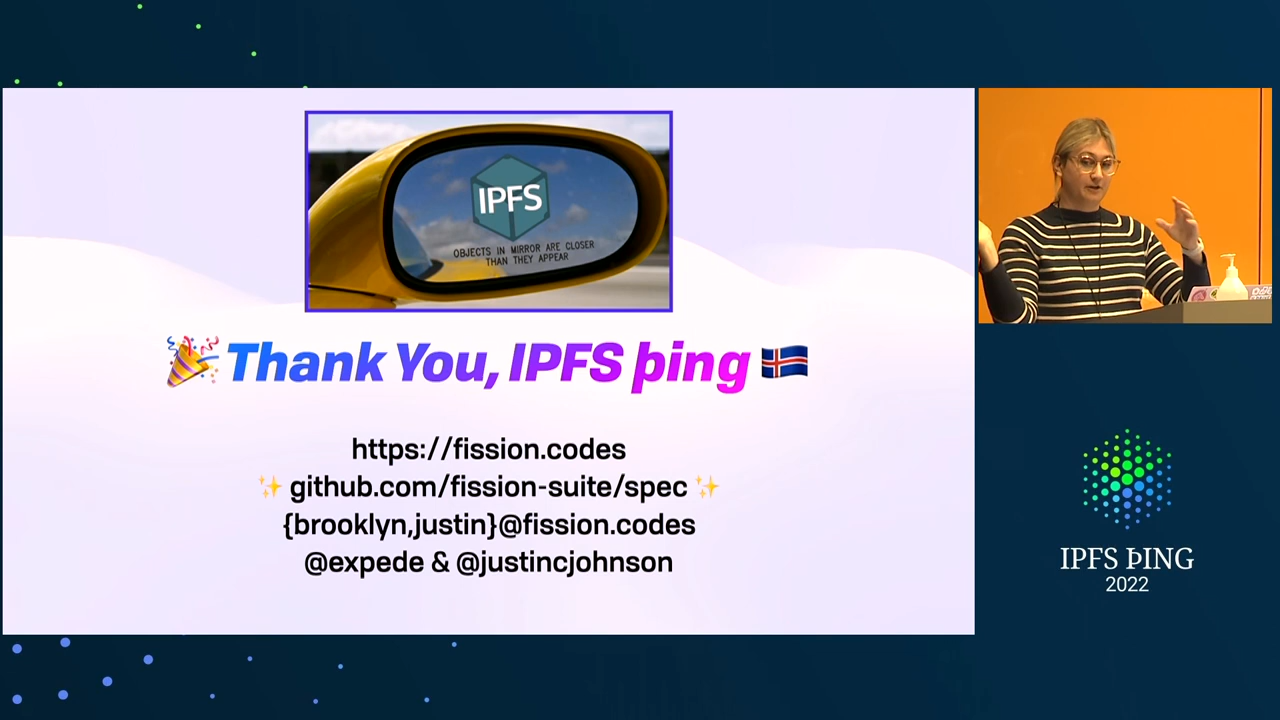 IPFS
OBJECTS IN MIRROR ARE CLOSER
THAN THEY APPEAR
Thank You, IPFS þing
https://fission.codes
✨ github.com/fission-suite/spec ✨
{brooklyn,justin}@fission.codes
@expede & @justincjohnson
IPFS ÞING
2022